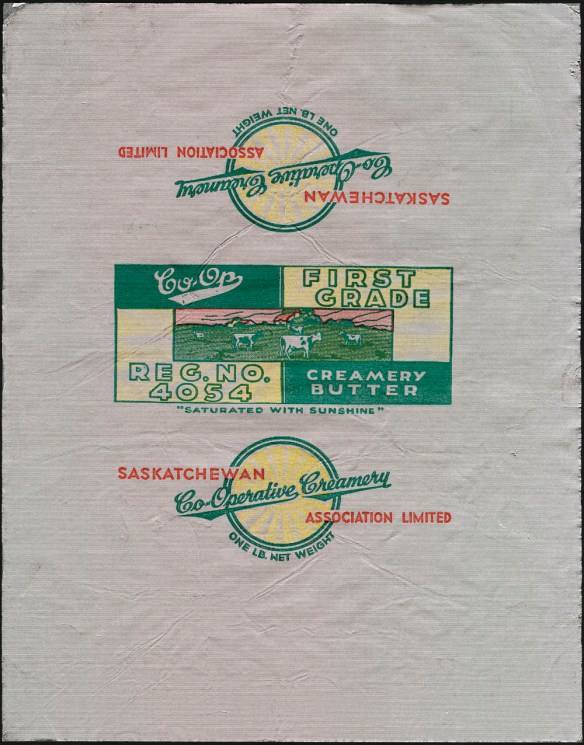 ONE LB. NET WEIGHT
SASKATCHEWAN
Co-Operative Creamery
ASSOCIATION LIMITED
Co-Op
FIRST
GRADE
REG. NO.
4054
CREAMERY
BUTTER
"SATURATED WITH SUNSHINE"
SASKATCHEWAN
Co-Operative Creamery
ASSOCIATION LIMITED
ONE LB. NET WEIGHT